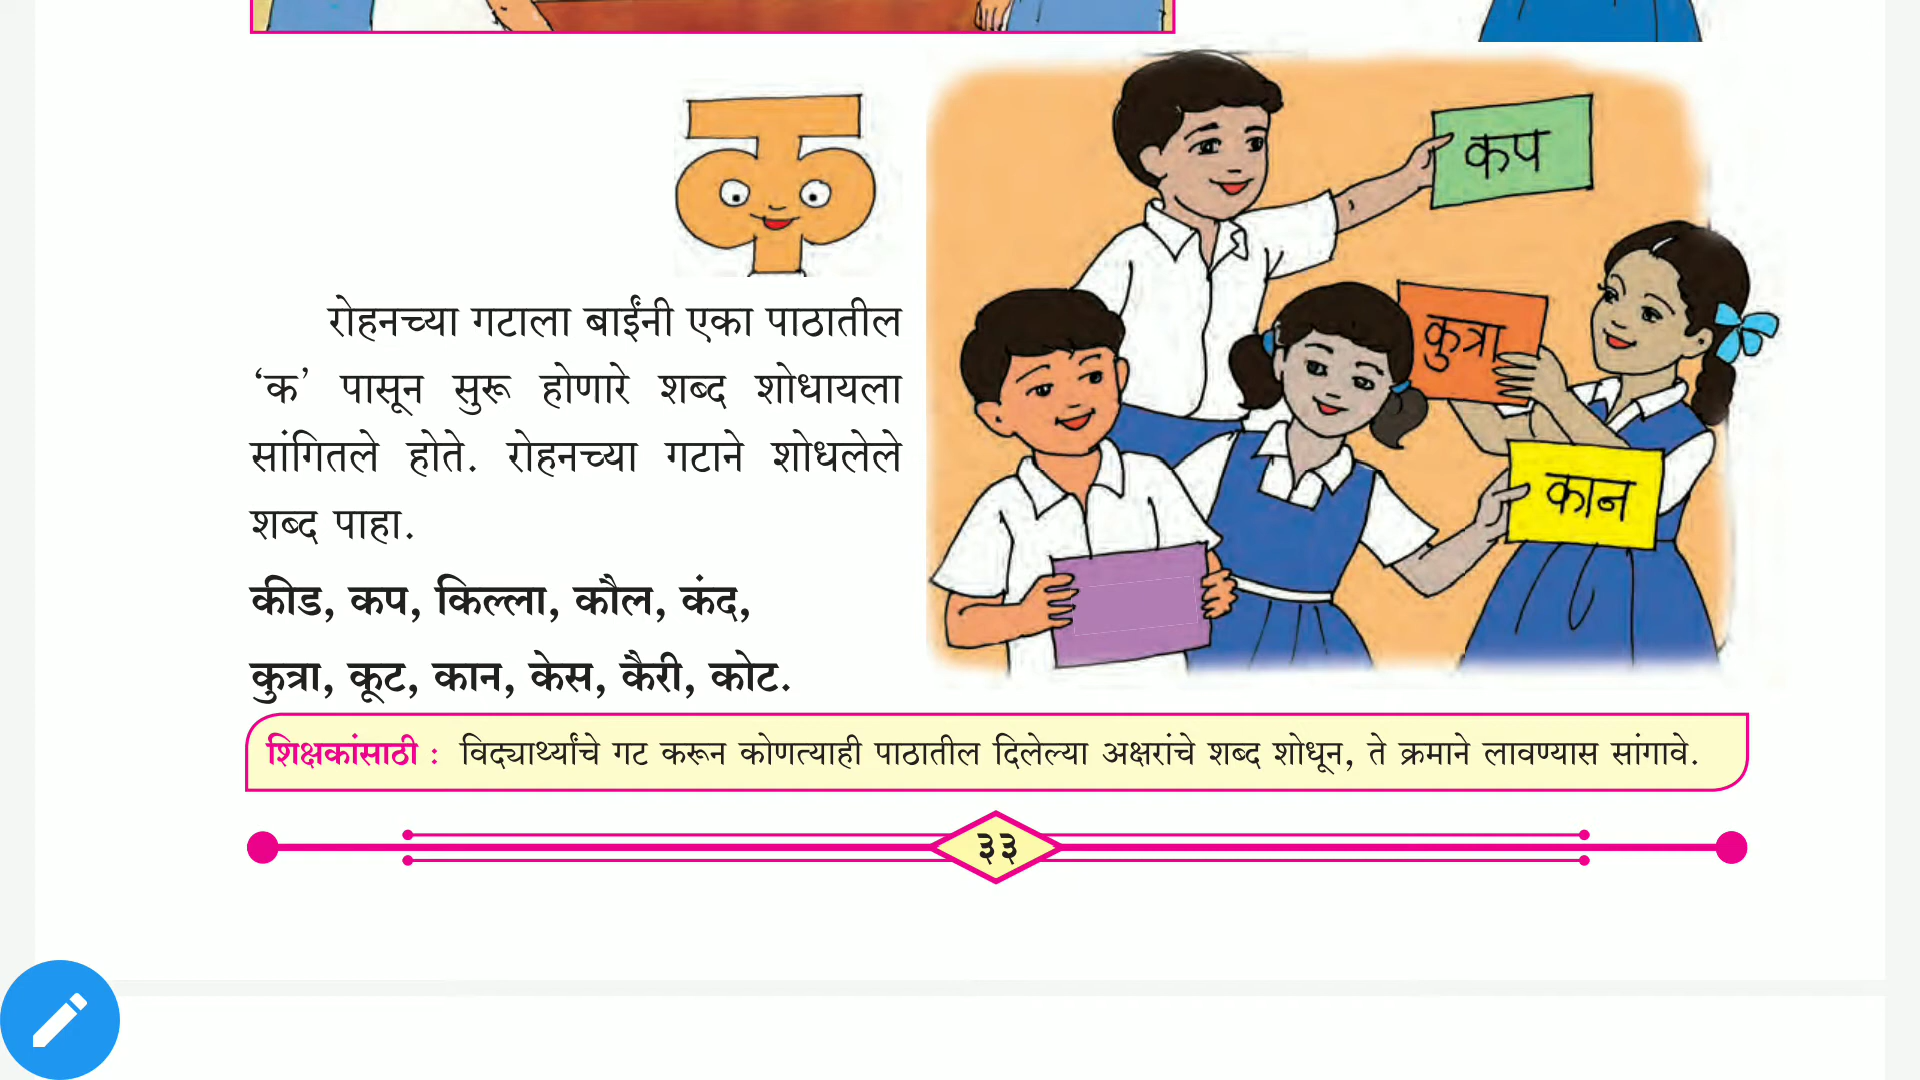 क
कप
कुत्रा
कान
रोहनच्या गटाला बाईंनी एका पाठातील
‘क’ पासून सुरू होणारे शब्द शोधायला
सांगितले होते. रोहनच्या गटाने शोधलेले
शब्द पाहा.
कीड, कप, किल्ला, कौल, कंद,
कुत्रा, कूट, कान, केस, कैरी, कोट.
शिक्षकांसाठी : विद्यार्थ्यांचे गट करून कोणत्याही पाठातील दिलेल्या अक्षरांचे शब्द शोधून, ते क्रमाने लावण्यास सांगावे.
३३